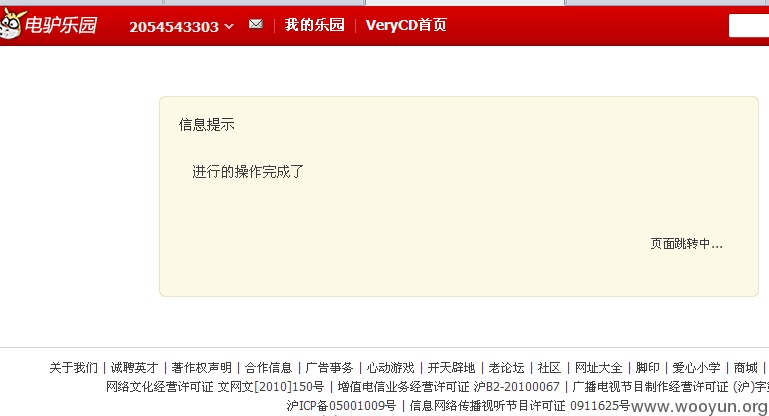 电驴乐园 2054543303 我的乐园 | VeryCD首页
信息提示
进行的操作完成了
页面跳转中...
关于我们 | 诚聘英才 | 著作权声明 | 合作信息 | 广告事务 | 心动游戏 | 开天辟地 | 老论坛 | 社区 | 网址大全 | 脚印 | 爱心小学 | 商城 |
网络文化经营许可证 文网文[2010]150号 | 增值电信业务经营许可证 沪B2-20100067 | 广播电视节目制作经营许可证 (沪)字
沪ICP备05001009号 | 信息网络传播视听节目许可证 0911625号
www.wooyun.org